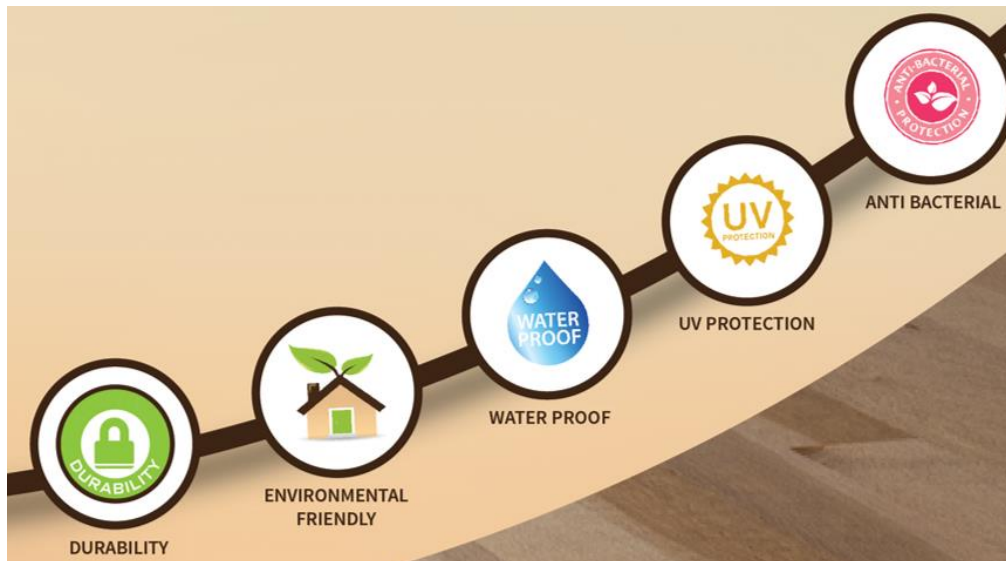 DURABILITY
DURABILITY
ENVIRONMENTAL
FRIENDLY
WATER
PROOF
WATER PROOF
UV
PROTECTION
UV PROTECTION
ANTI-BACTERIAL
PROTECTION
ANTI BACTERIAL